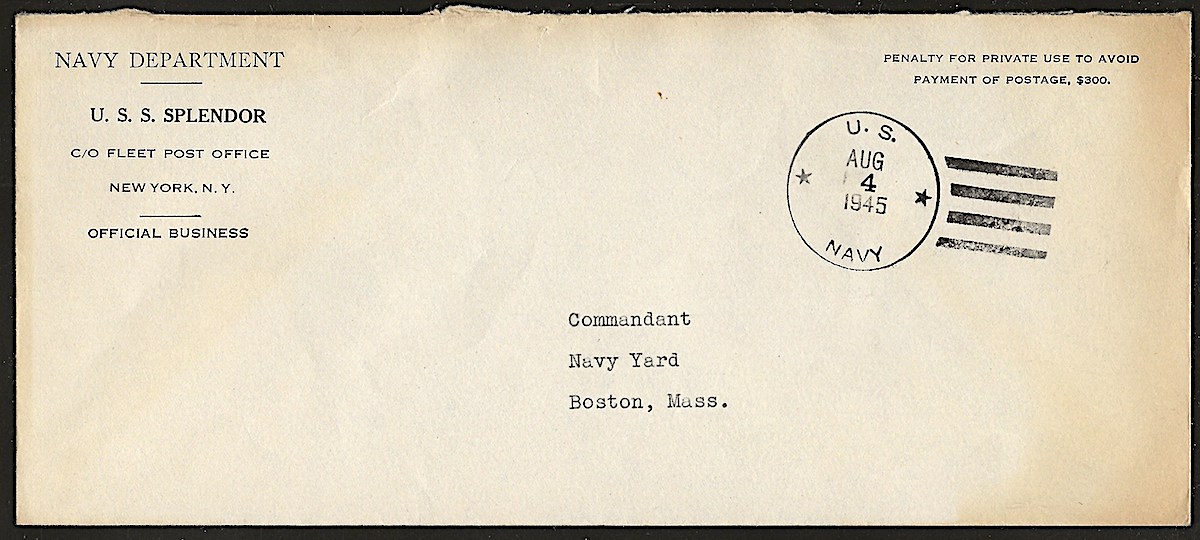 NAVY DEPARTMENT
U. S. S. SPLENDOR
C/O FLEET POST OFFICE
NEW YORK, N. Y.
OFFICIAL BUSINESS
PENALTY FOR PRIVATE USE TO AVOID
PAYMENT OF POSTAGE, $300.
U. S.
AUG
4
1945
NAVY
Commandant
Navy Yard
Boston, Mass.